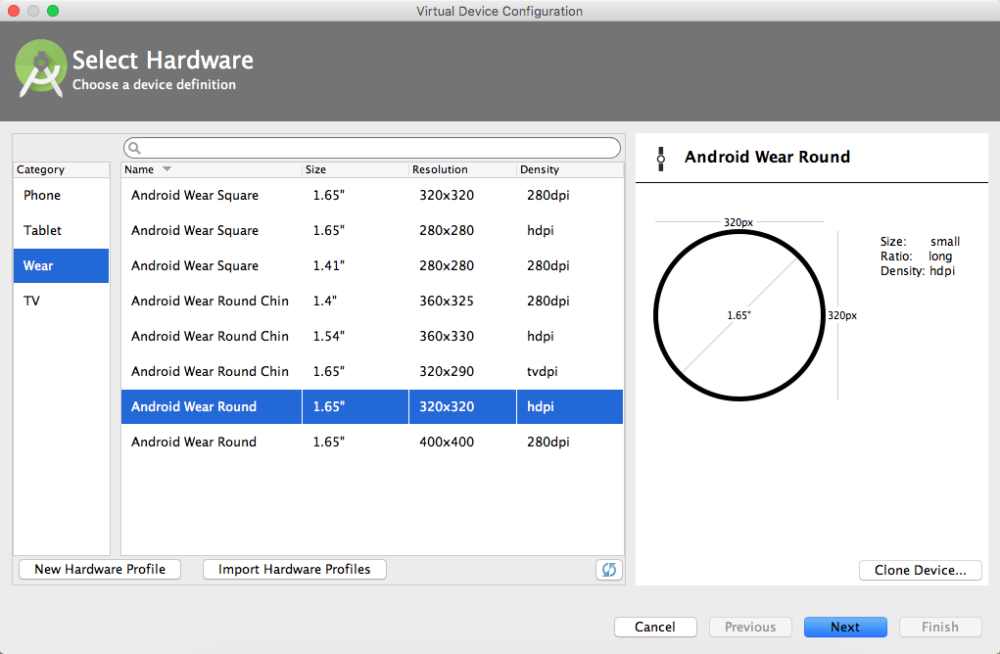 Virtual Device Configuration
Select Hardware
Choose a device definition
Category
Phone
Tablet
Wear
TV
Name Size Resolution Density
Android Wear Square 1.65" 320x320 280dpi
Android Wear Square 1.65" 280x280 hdpi
Android Wear Square 1.41" 280x280 280dpi
Android Wear Round Chin 1.4" 360x325 280dpi
Android Wear Round Chin 1.54" 360x330 hdpi
Android Wear Round Chin 1.65" 320x290 tvdpi
Android Wear Round 1.65" 320x320 hdpi
Android Wear Round 1.65" 400x400 280dpi
New Hardware Profile
Import Hardware Profiles
Android Wear Round
320px
1.65"
320px
Size: small
Ratio: long
Density: hdpi
Clone Device...
Cancel
Previous
Next
Finish